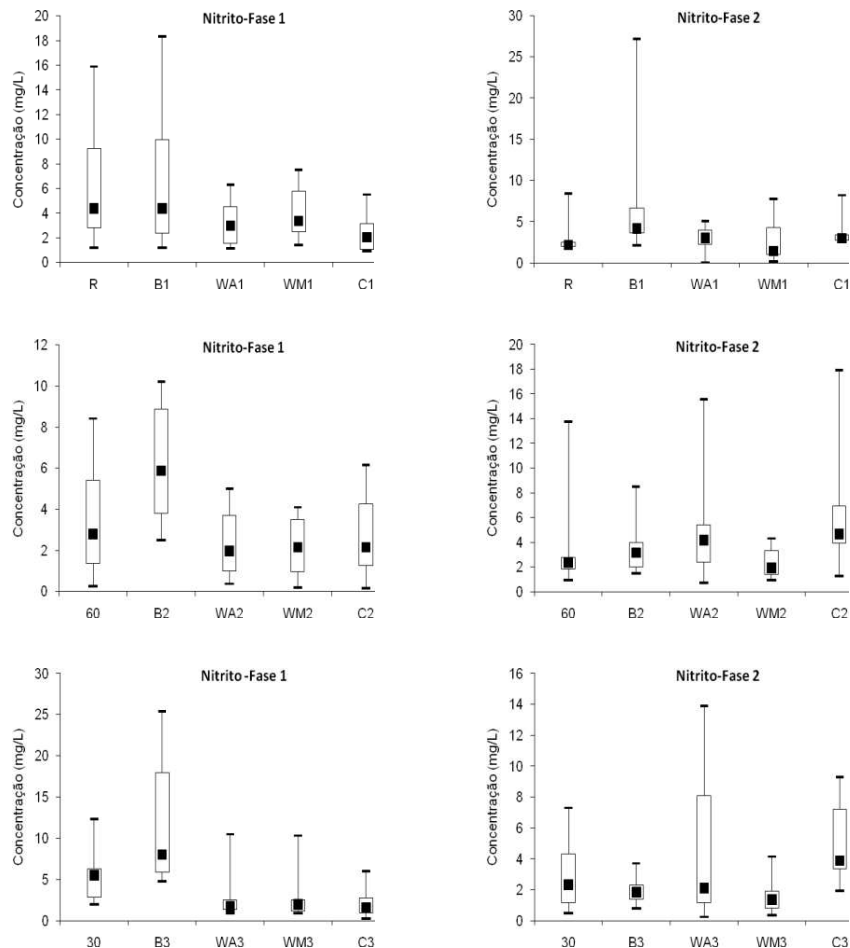 Nitrito-Fase 1
Concentração (mg/L)
20
18
16
14
12
10
8
6
4
2
0
R B1 WA1 WM1 C1
Nitrito-Fase 2
Concentração (mg/L)
30
25
20
15
10
5
0
R B1 WA1 WM1 C1
Nitrito-Fase 1
Concentração (mg/L)
12
10
8
6
4
2
0
60 B2 WA2 WM2 C2
Nitrito-Fase 2
Concentração (mg/L)
20
18
16
14
12
10
8
6
4
2
0
60 B2 WA2 WM2 C2
Nitrito -Fase 1
Concentração (mg/L)
30
25
20
15
10
5
0
30 B3 WA3 WM3 C3
Nitrito-Fase 2
Concentração (mg/L)
16
14
12
10
8
6
4
2
0
30 B3 WA3 WM3 C3